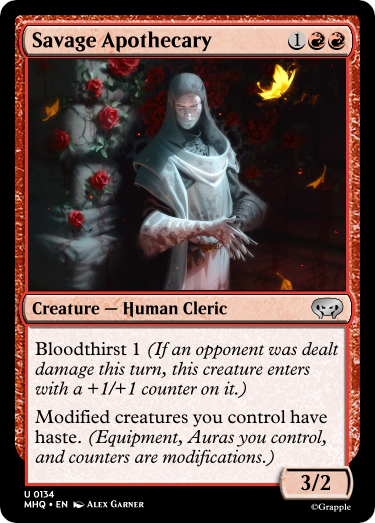 Savage Apothecary 1
Creature — Human Cleric
Bloodthirst 1 (If an opponent was dealt
damage this turn, this creature enters
with a +1/+1 counter on it.)
Modified creatures you control have
haste. (Equipment, Auras you control,
and counters are modifications.)
3/2
U 0134
MHQ • EN Alex Garner
©Grapple